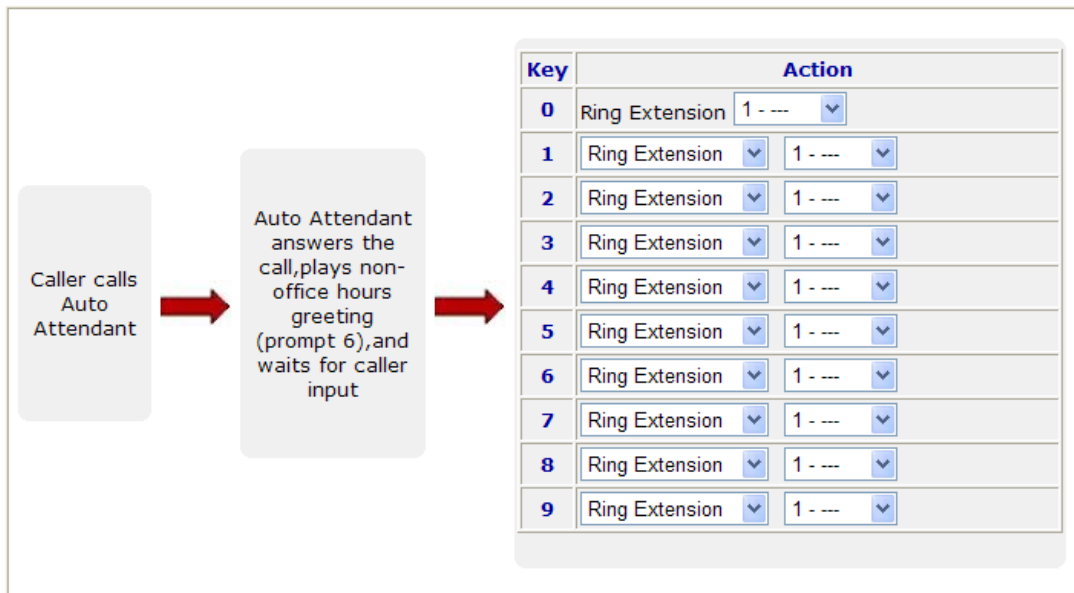 Caller calls
Auto
Attendant
Auto Attendant
answers the
call,plays non-
office hours
greeting
(prompt 6),and
waits for caller
input
Key Action
0 Ring Extension 1 - ---
1 Ring Extension 1 - ---
2 Ring Extension 1 - ---
3 Ring Extension 1 - ---
4 Ring Extension 1 - ---
5 Ring Extension 1 - ---
6 Ring Extension 1 - ---
7 Ring Extension 1 - ---
8 Ring Extension 1 - ---
9 Ring Extension 1 - ---